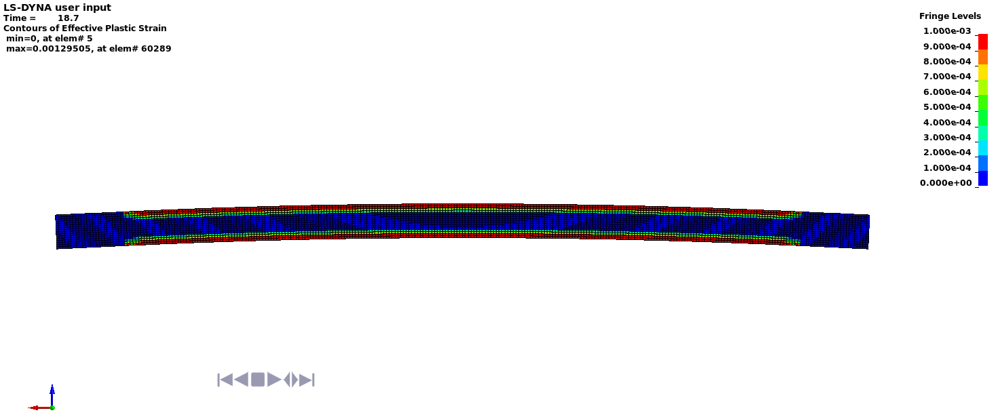 LS-DYNA user input
Time = 18.7
Contours of Effective Plastic Strain
min=0, at elem# 5
max=0.00129505, at elem# 60289
Fringe Levels
1.000e-03
9.000e-04
8.000e-04
7.000e-04
6.000e-04
5.000e-04
4.000e-04
3.000e-04
2.000e-04
1.000e-04
0.000e+00